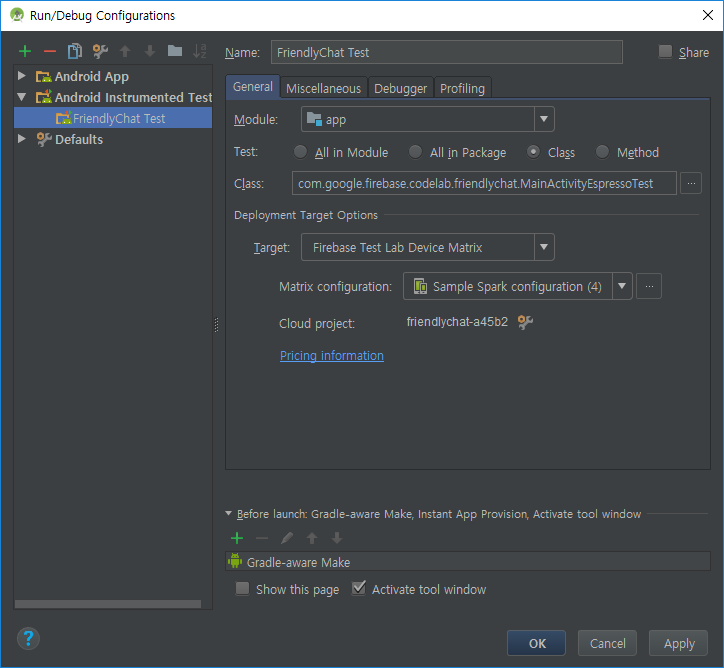 Run/Debug Configurations
Name: FriendlyChat Test Share
Android App
Android Instrumented Test
FriendlyChat Test
Defaults
General Miscellaneous Debugger Profiling
Module: app
Test: All in Module All in Package Class Method
Class: com.google.firebase.codelab.friendlychat.MainActivityEspressoTest ...
Deployment Target Options
Target: Firebase Test Lab Device Matrix
Matrix configuration: Sample Spark configuration (4) ...
Cloud project: friendlychat-a45b2
Pricing information
Before launch: Gradle-aware Make, Instant App Provision, Activate tool window
Gradle-aware Make
Show this page Activate tool window
? OK Cancel Apply